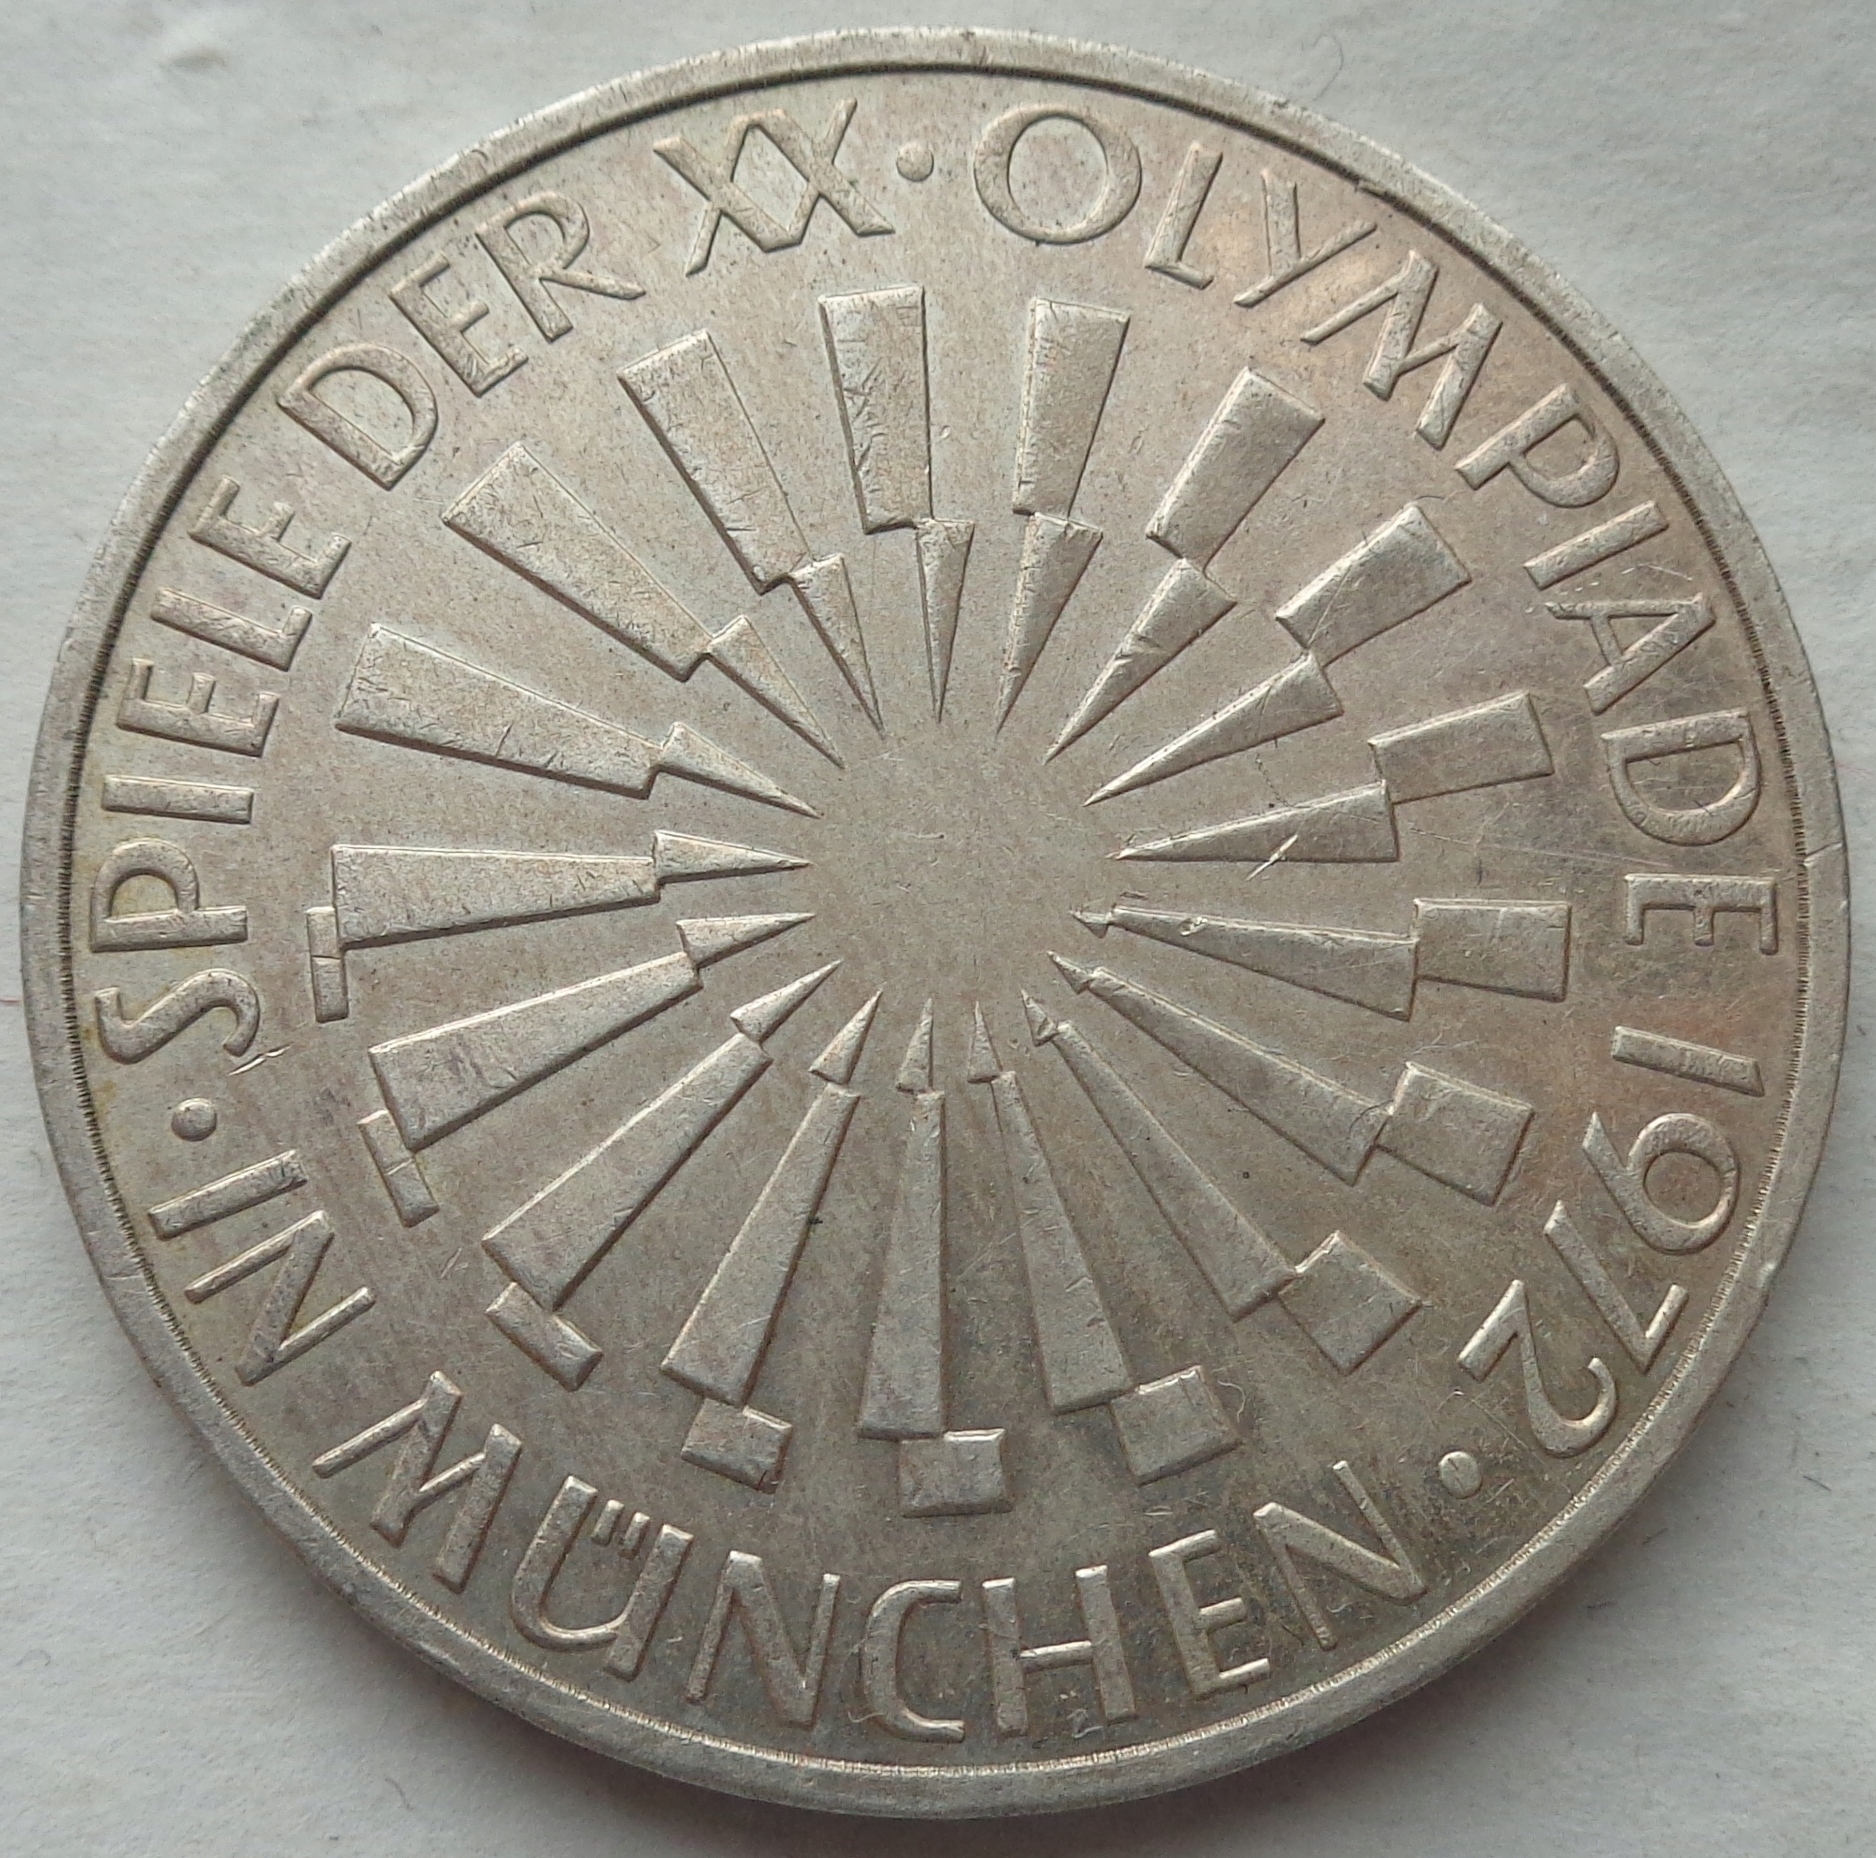 SPIELE DER XX · OLYMPIADE 1972 · IN MÜNCHEN ·